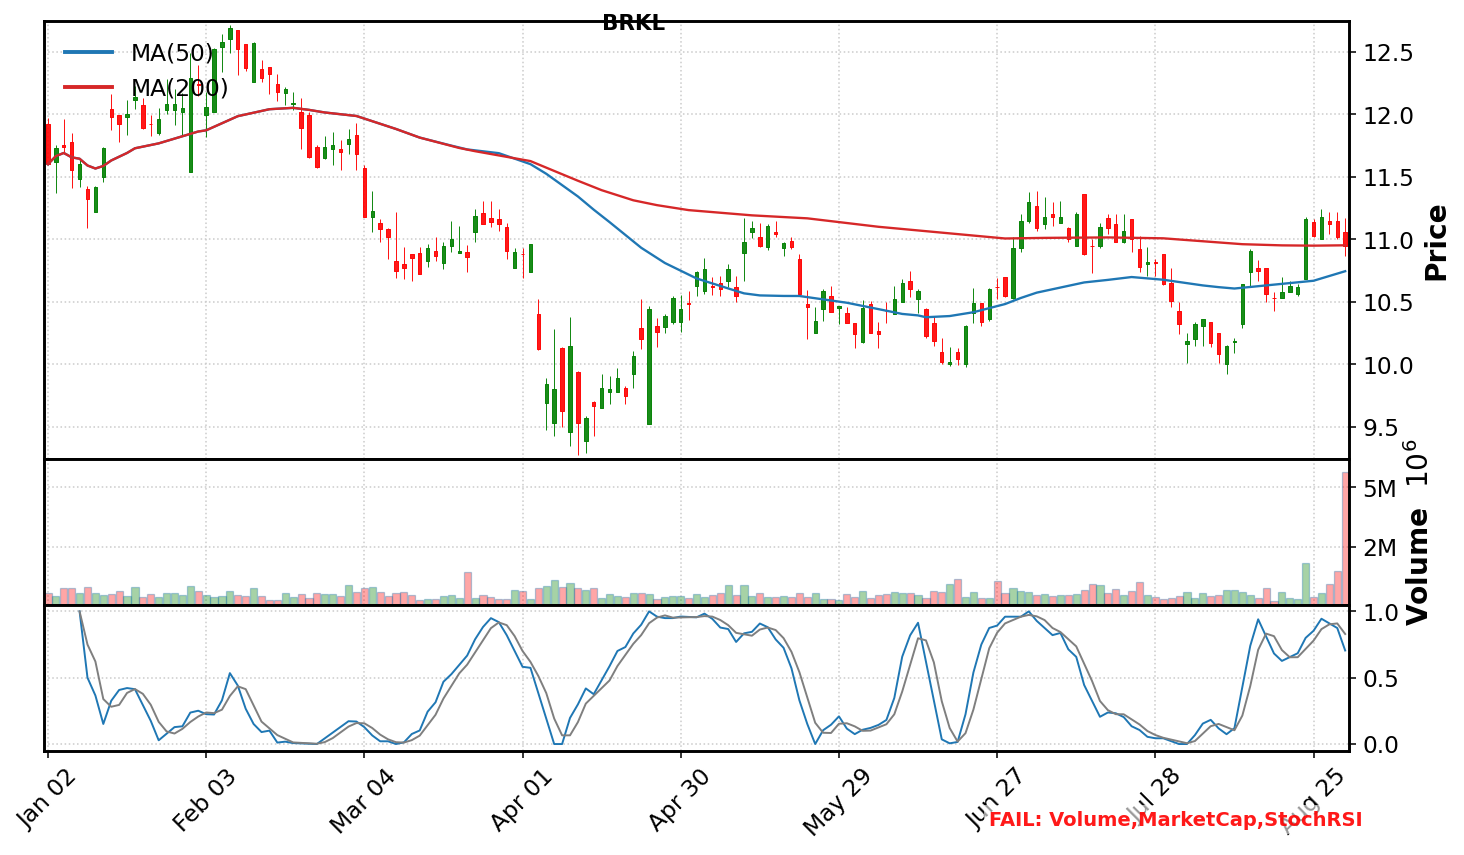 BRKL
MA(50)
MA(200)
12.5
12.0
11.5
11.0
10.5
10.0
9.5
Price
5M
2M
Volume 10^6
1.0
0.5
0.0
Jan 02
Feb 03
Mar 04
Apr 01
Apr 30
May 29
Jun 27
Jul 28
Aug 25
FAIL: Volume,MarketCap,StochRSI